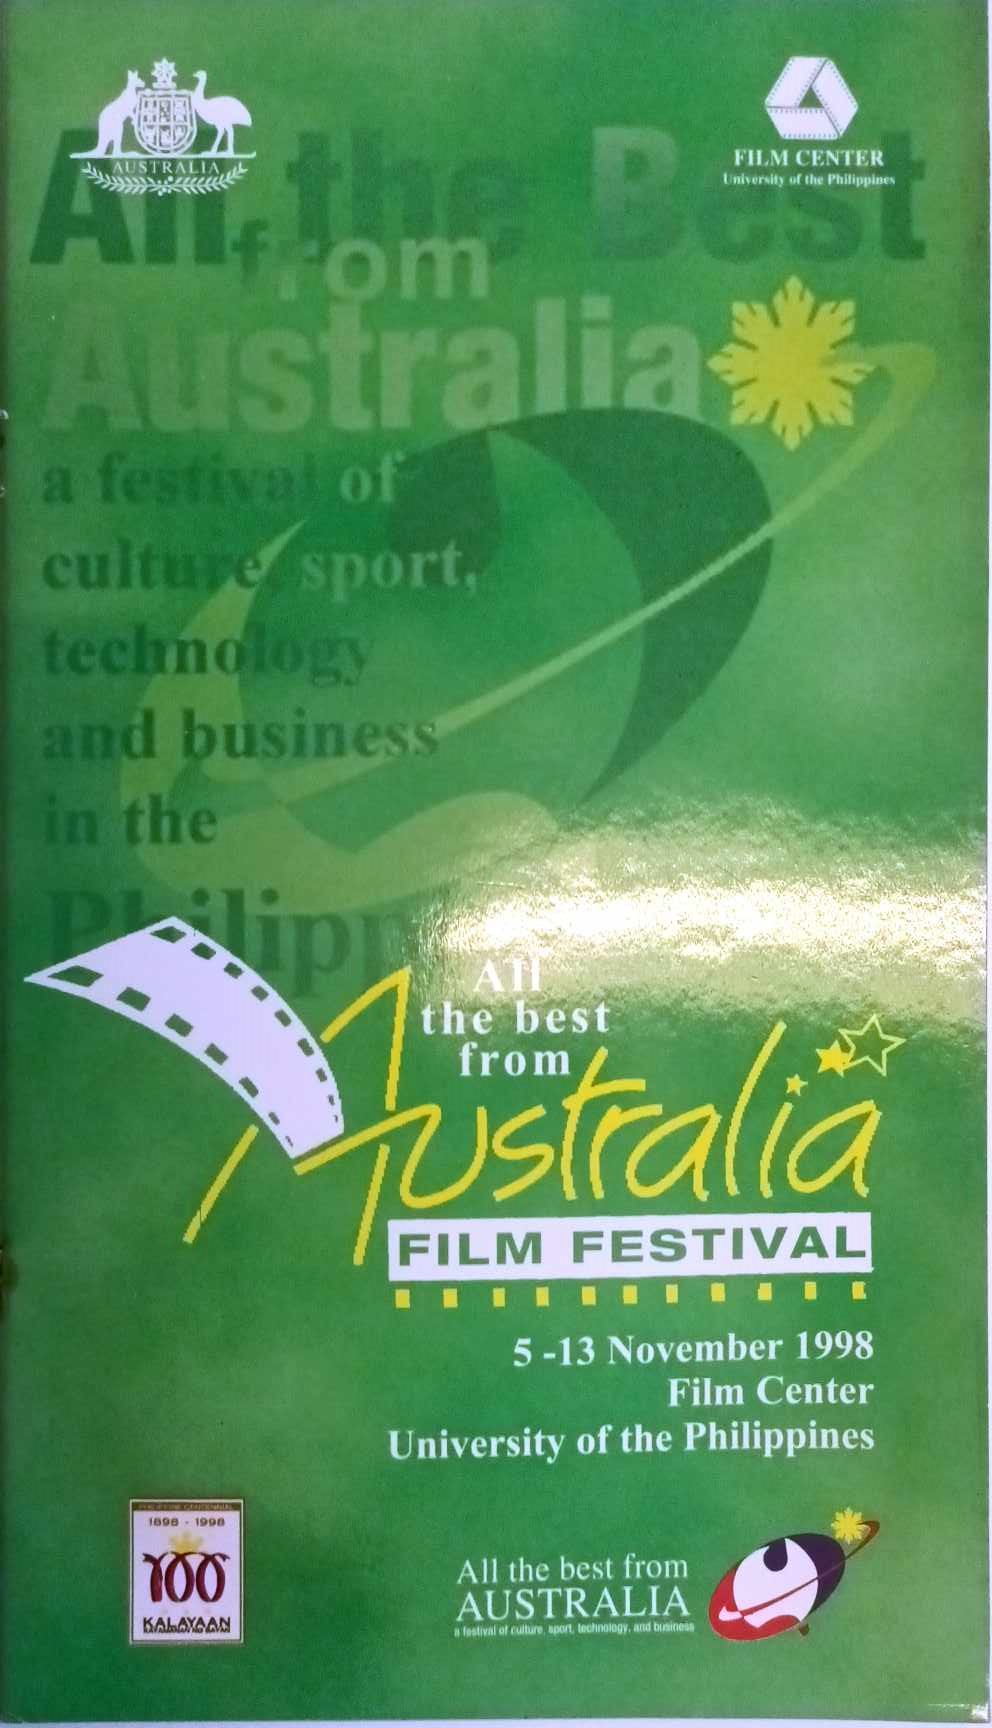 AUSTRALIA
FILM CENTER
University of the Philippines
All the Best
from
Australia
a festival of
culture, sport,
technology
and business
in the
All
the best
from
Australia
FILM FESTIVAL
5 -13 November 1998
Film Center
University of the Philippines
PHILIPPINE CENTENNIAL
1898 - 1998
100
KALAYAAN
All the best from
AUSTRALIA
a festival of culture, sport, technology, and business